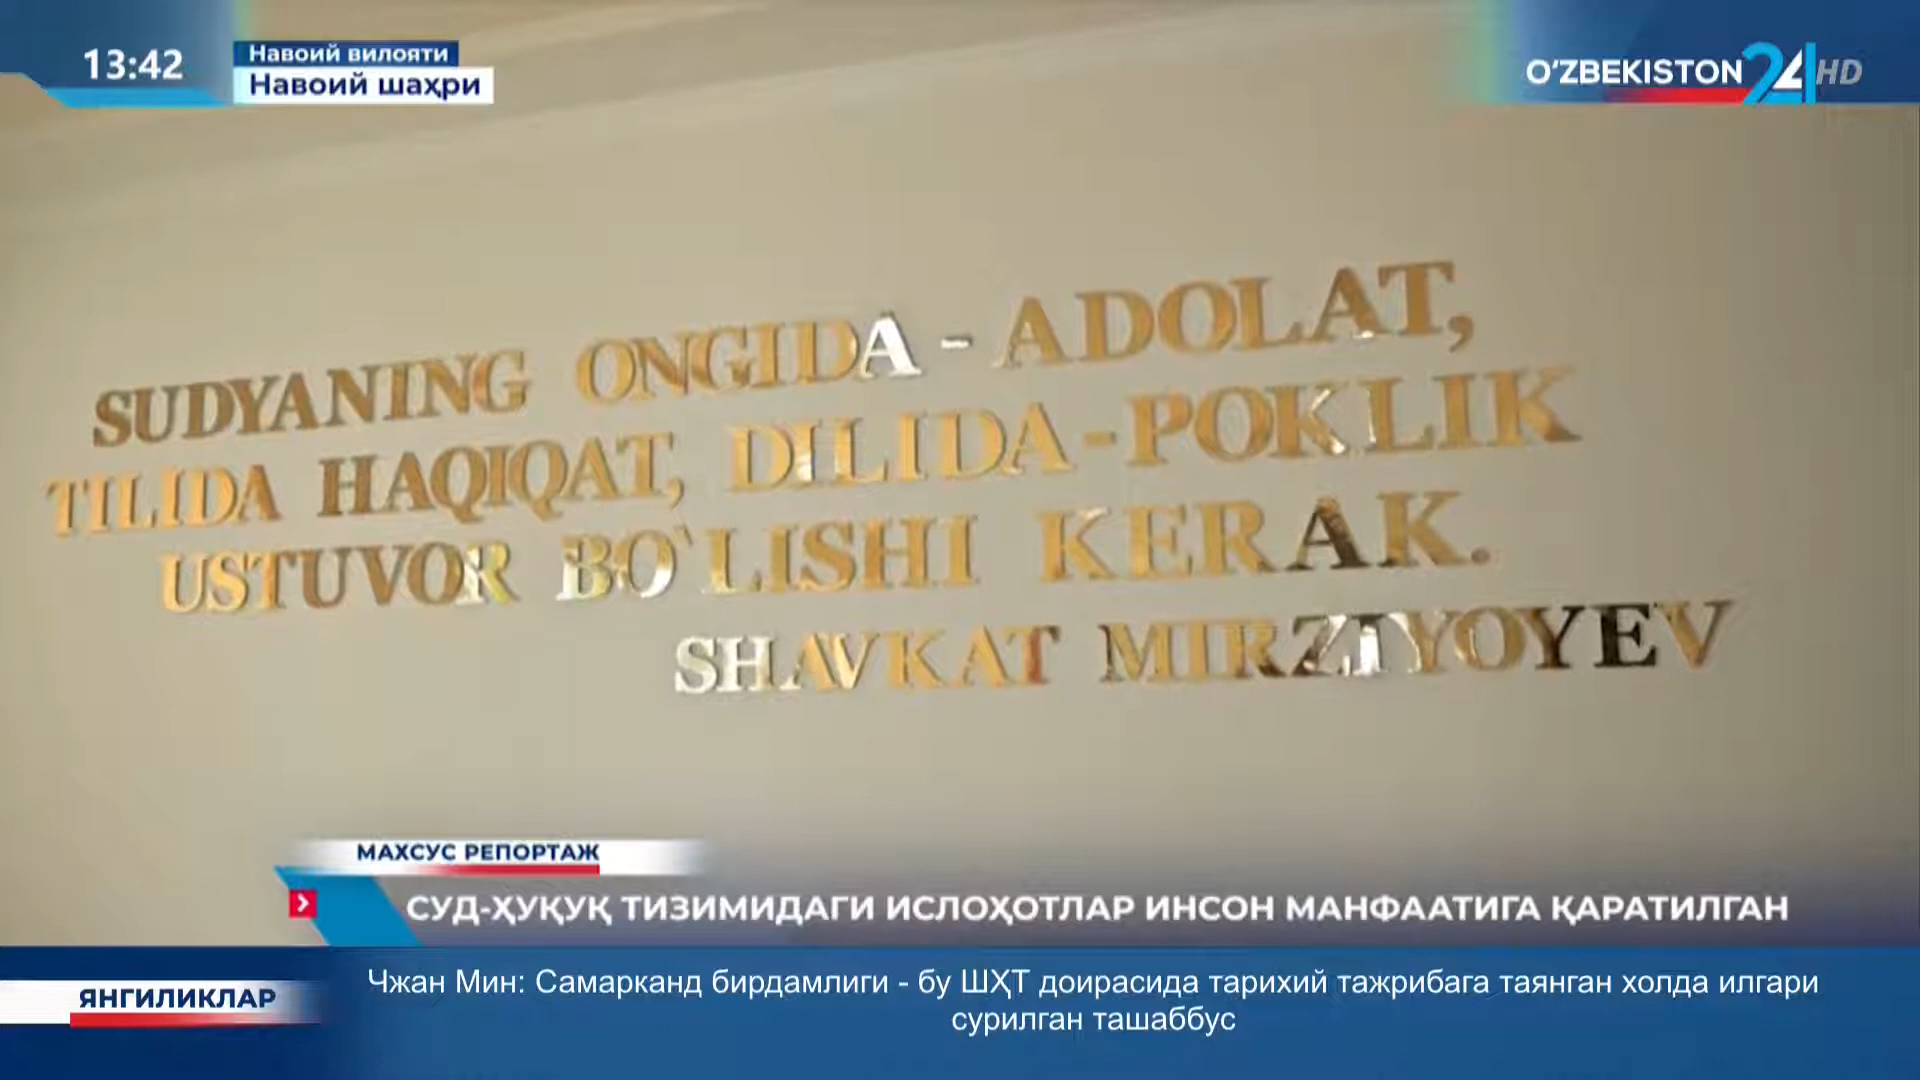 13:42
Навоий вилояти
Навоий шаҳри
O‘ZBEKISTON 24 HD
SUDYANING ONGIDA - ADOLAT,
TILIDA HAQIQAT, DILIDA-POKLIK
USTUVOR BO`LISHI KERAK.
SHAVKAT MIRZIYOYEV
МАХСУС РЕПОРТАЖ
СУД-ҲУҚУҚ ТИЗИМИДАГИ ИСЛОҲОТЛАР ИНСОН МАНФААТИГА ҚАРАТИЛГАН
ЯНГИЛИКЛАР
Чжан Мин: Самарканд бирдамлиги - бу ШҲТ доирасида тарихий тажрибага таянган холда илгари
сурилган ташаббус